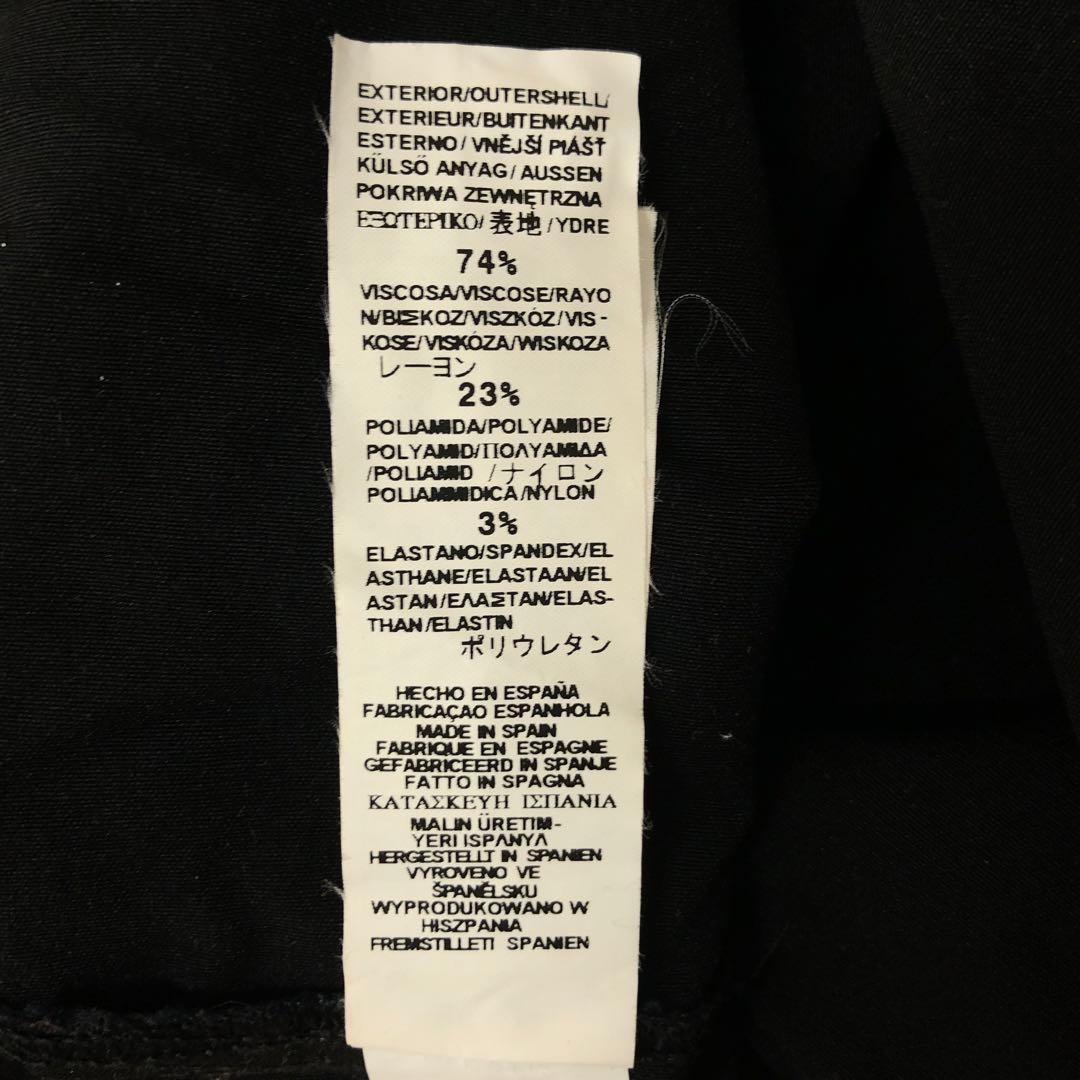 EXTERIOR/OUTERSHELL/
EXTERIEUR/BUITENKANT
ESTERNO/VNĚJŠÍ PIÁŠŤ
KÜLSŐ ANYAG/AUSSEN
POKRIWA ZEWNĘTRZNA
ΕΞΩΤΕΡΙΚΟ/表地/YDRE
74%
VISCOSA/VISCOSE/RAYO
N/ΒΙΣΚΟΖ/VISZKÓZ/VIS-
KOSE/VISKÓZA/WISKOZA
レーヨン
23%
POLIAMIDA/POLYAMIDE/
POLYAMID/ΠΟΛΥΑΜΙΔΑ
/POLIAMID /ナイロン
POLIAMMIDICA/NYLON
3%
ELASTANO/SPANDEX/EL
ASTHANE/ELASTAAN/EL
ASTAN/ΕΛΑΣΤΑΝ/ELAS-
THAN/ELASTIN
ポリウレタン
HECHO EN ESPAÑA
FABRICAÇAO ESPANHOLA
MADE IN SPAIN
FABRIQUE EN ESPAGNE
GEFABRICEERD IN SPANJE
FATTO IN SPAGNA
ΚΑΤΑΣΚΕΥΗ ΙΣΠΑΝΙΑ
MALIN ÜRETIM-
YERI ISPANYA
HERGESTELLT IN SPANIEN
VYROVENO VE
ŠPANĚLSKU
WYPRODUKOWANO W
HISZPANIA
FREMSTILLETI SPANIEN